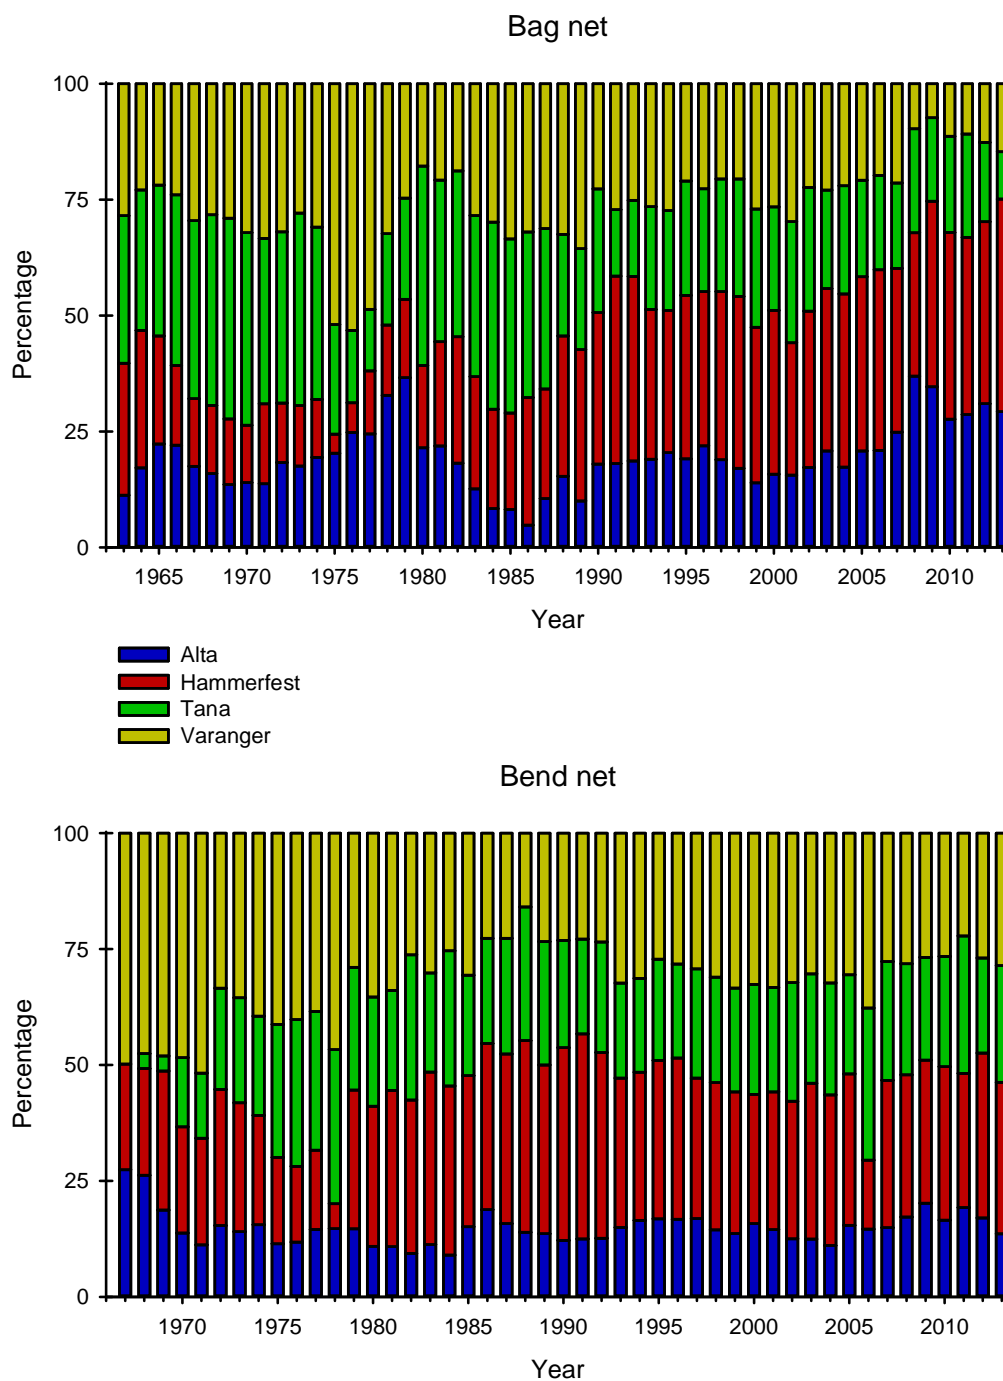 Bag net
100
75
50
25
0
Percentage
1965 1970 1975 1980 1985 1990 1995 2000 2005 2010
Year
Alta
Hammerfest
Tana
Varanger
Bend net
100
75
50
25
0
Percentage
1970 1975 1980 1985 1990 1995 2000 2005 2010
Year